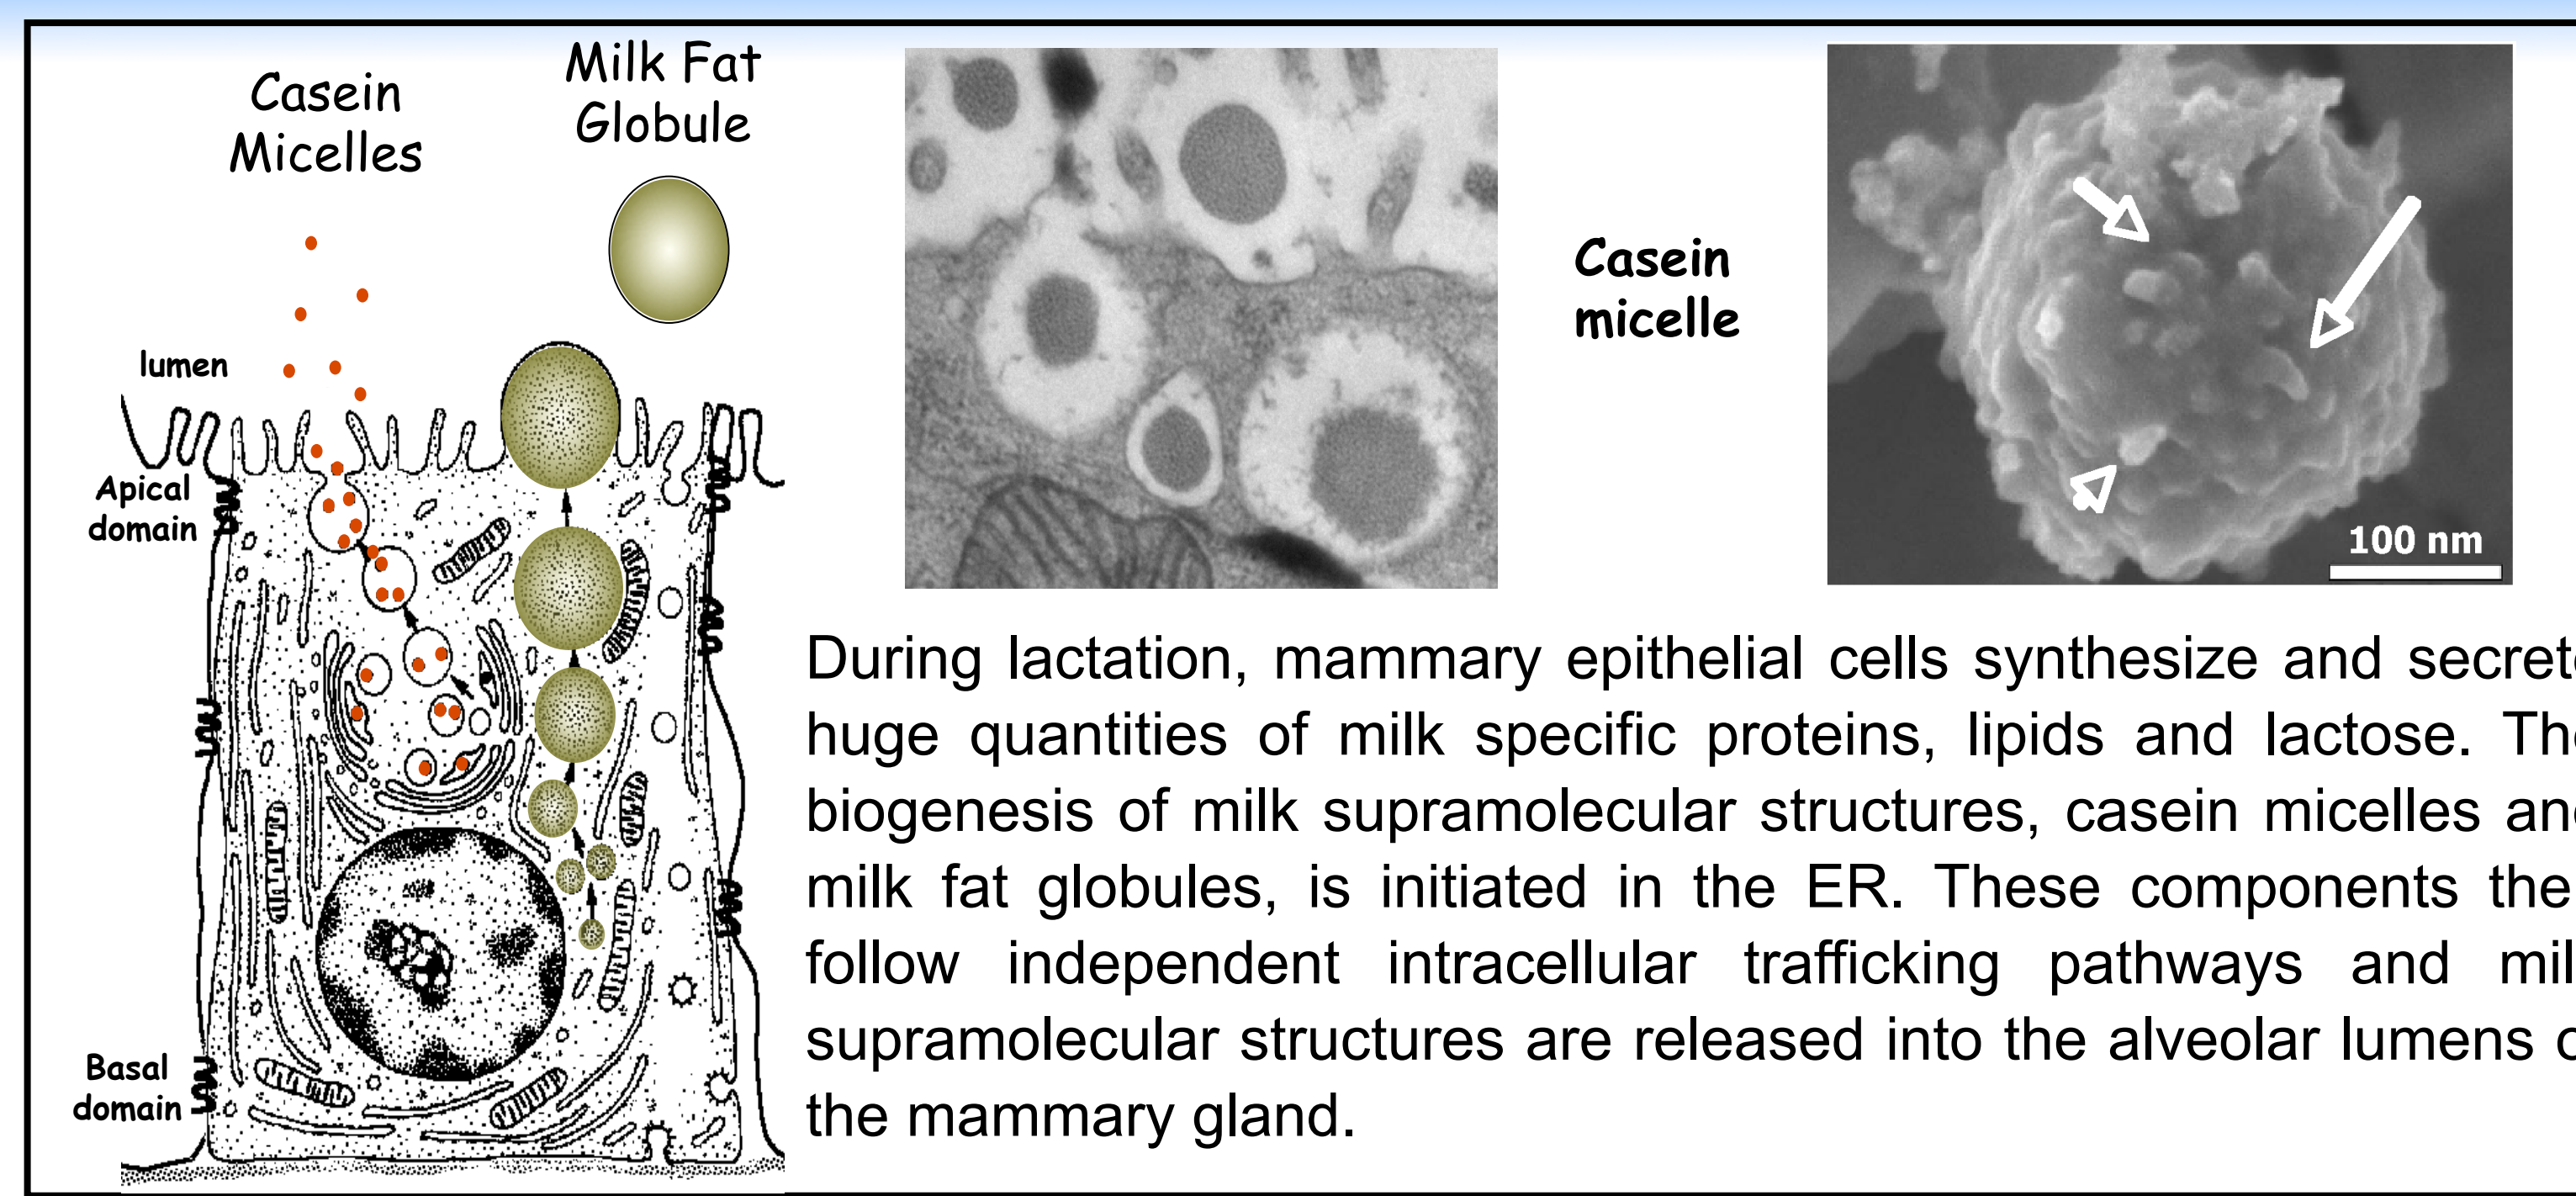 Casein
Micelles
Milk Fat
Globule
lumen
Apical
domain
Basal
domain
Casein
micelle
100 nm
During lactation, mammary epithelial cells synthesize and secrete
huge quantities of milk specific proteins, lipids and lactose. The
biogenesis of milk supramolecular structures, casein micelles and
milk fat globules, is initiated in the ER. These components the
follow independent intracellular trafficking pathways and mil
supramolecular structures are released into the alveolar lumens o
the mammary gland.